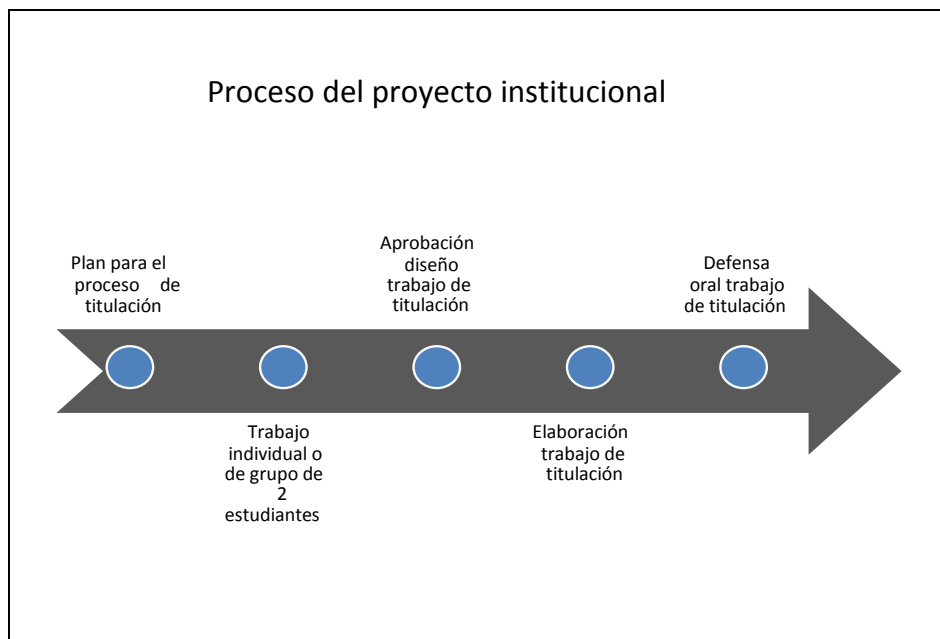 Proceso del proyecto institucional
Plan para el
proceso de
titulación
Trabajo
individual o
de grupo de
2
estudiantes
Aprobación
diseño
trabajo de
titulación
Elaboración
trabajo de
titulación
Defensa
oral trabajo
de titulación